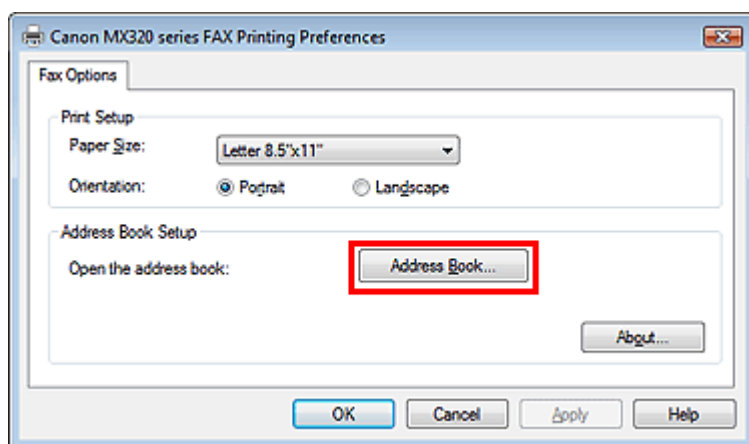 Canon MX320 series FAX Printing Preferences
Fax Options
Print Setup
Paper Size: Letter 8.5"x11"
Orientation: Portrait Landscape
Address Book Setup
Open the address book: Address Book...
About...
OK Cancel Apply Help